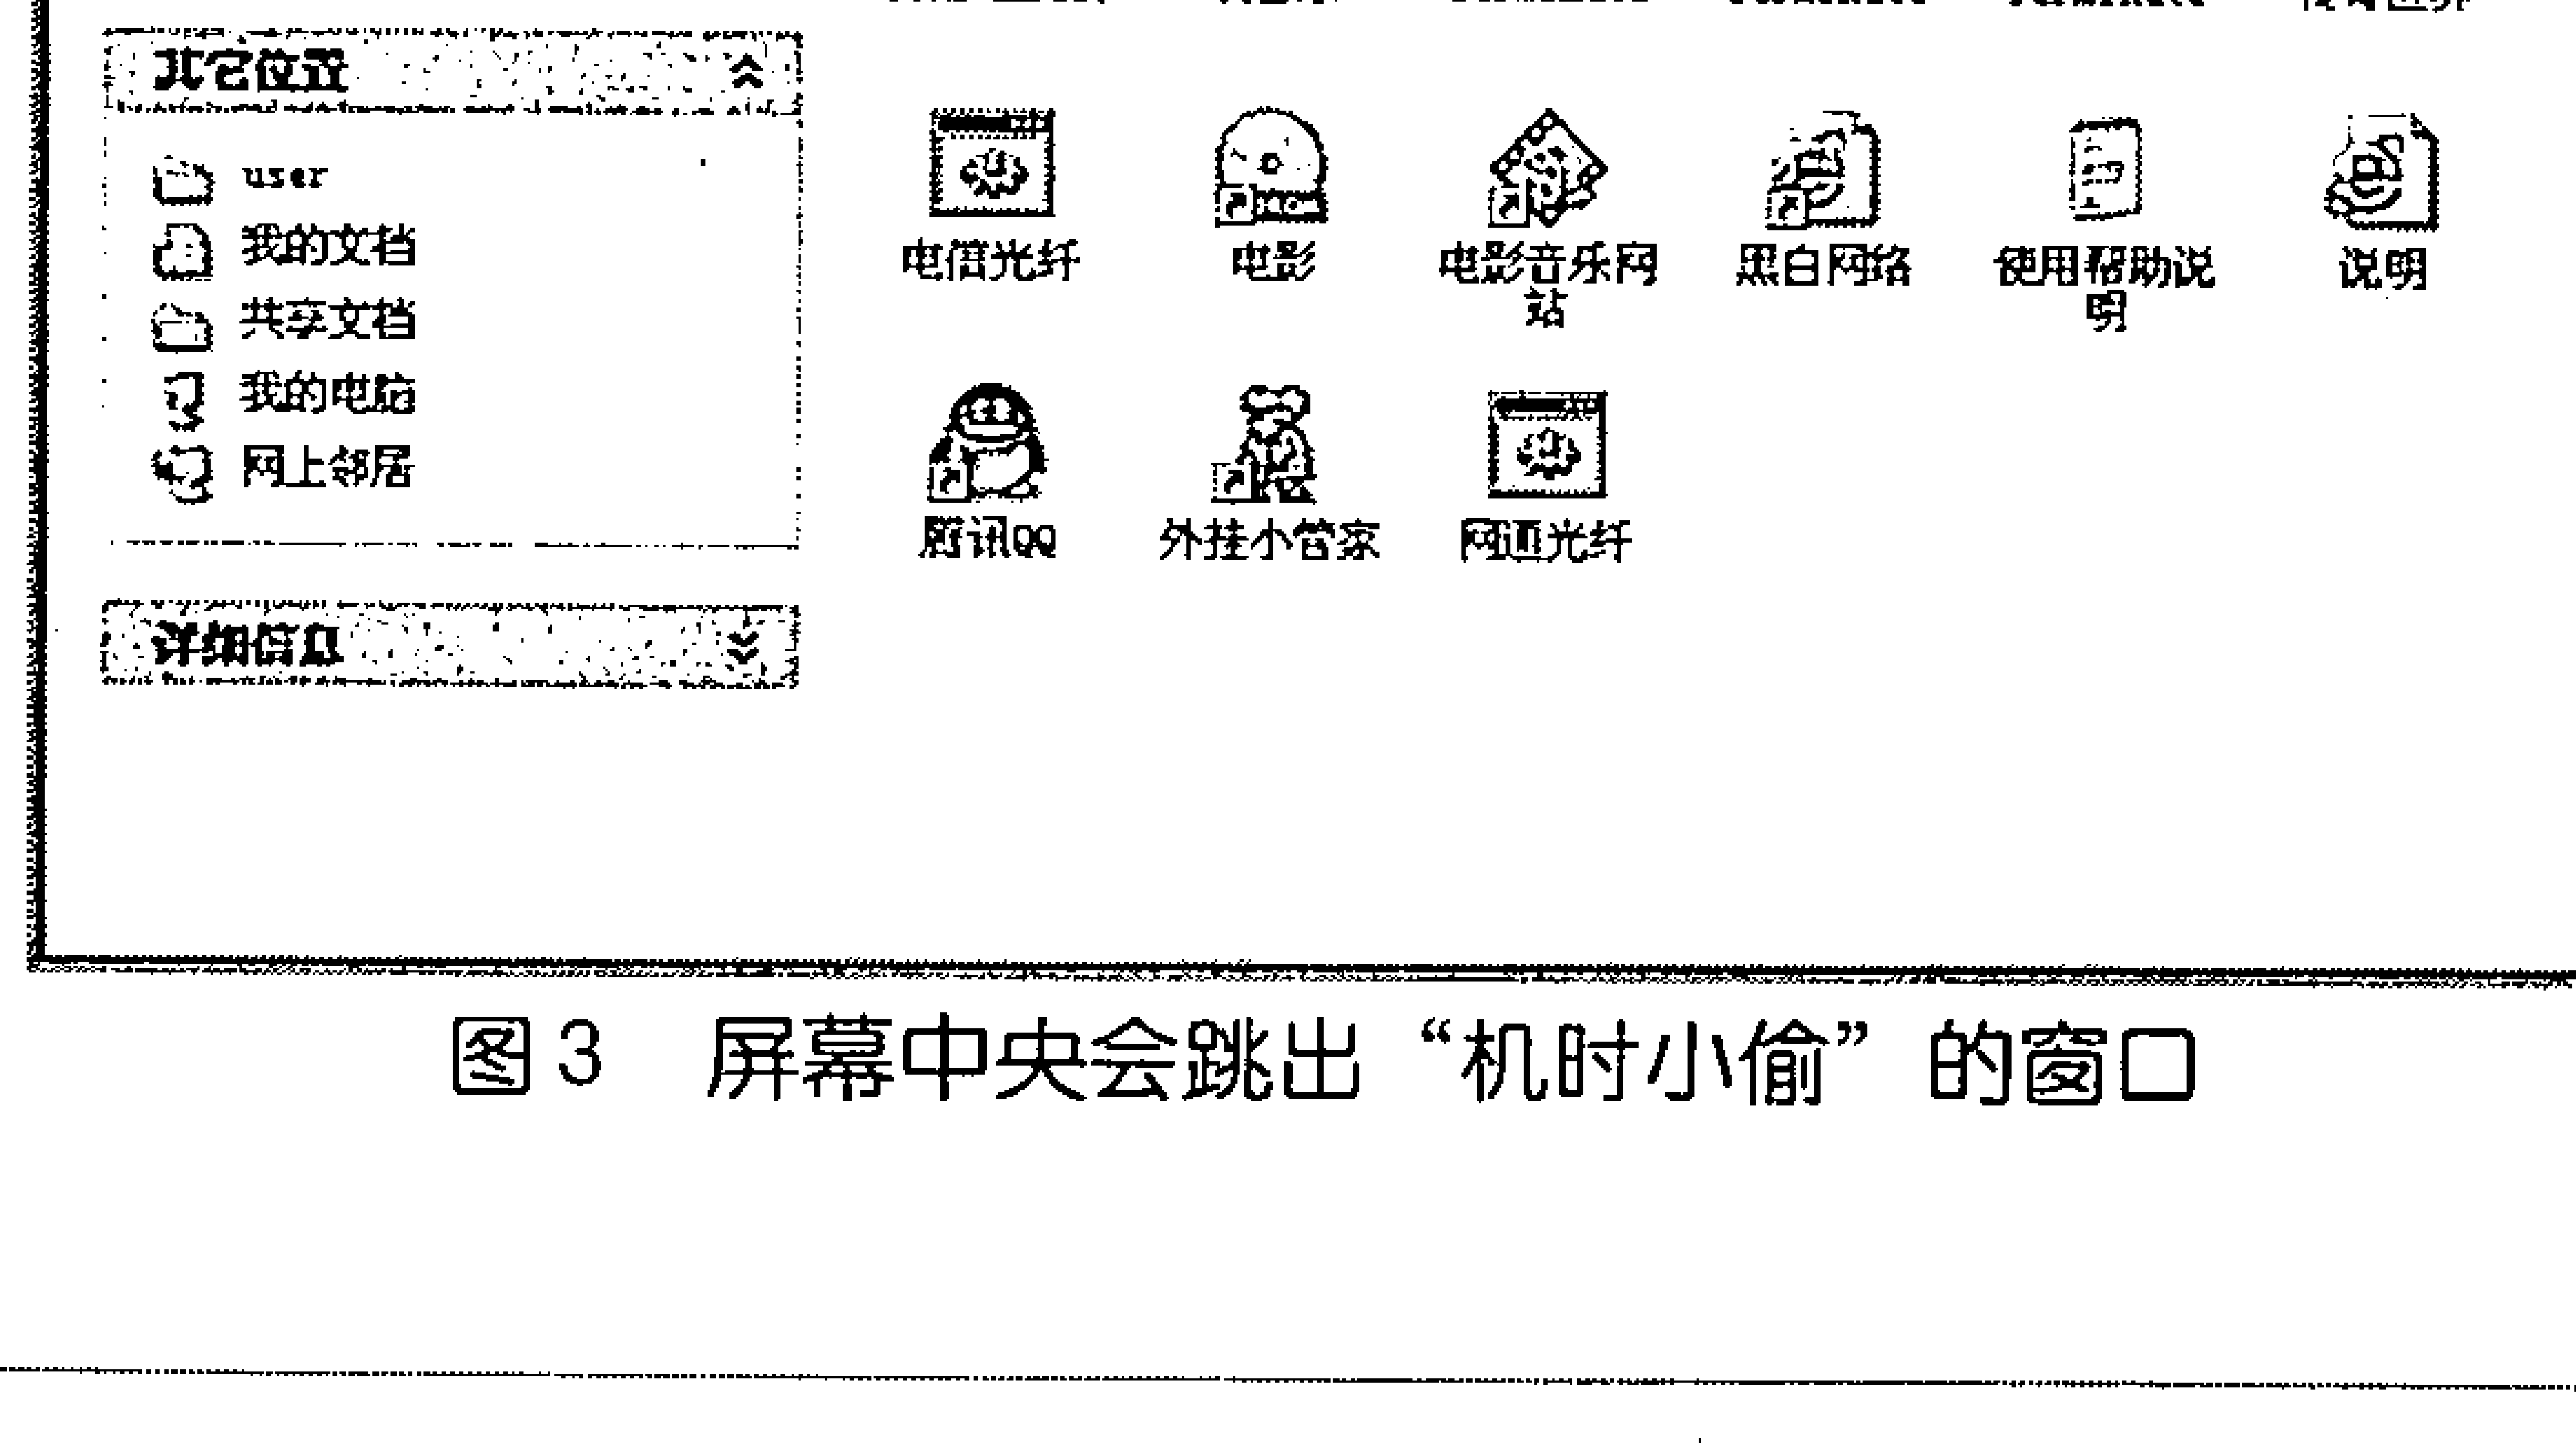 其它位置
user
我的文档
共享文档
我的电脑
网上邻居
详细信息
电信光纤
电影
电影音乐网
站
黑白网络
使用帮助说
明
说明
腾讯QQ
外挂小管家
网通光纤
图3 屏幕中央会跳出“机时小偷”的窗口